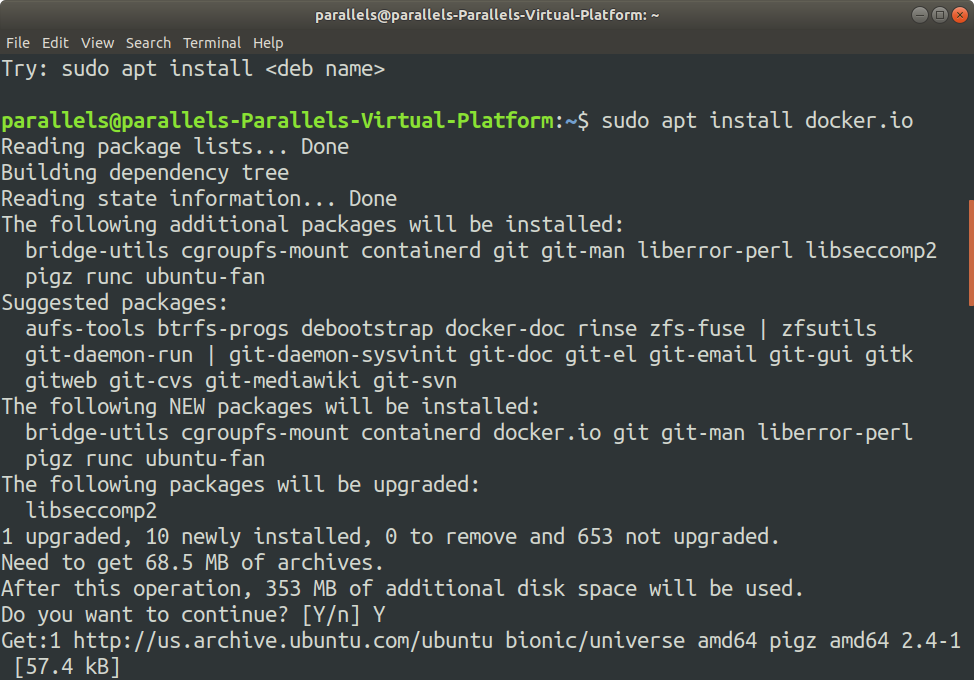 parallels@parallels-Parallels-Virtual-Platform: ~
File Edit View Search Terminal Help
Try: sudo apt install <deb name>
parallels@parallels-Parallels-Virtual-Platform:~$ sudo apt install docker.io
Reading package lists... Done
Building dependency tree
Reading state information... Done
The following additional packages will be installed:
bridge-utils cgroupfs-mount containerd git git-man liberror-perl libseccomp2
pigz runc ubuntu-fan
Suggested packages:
aufs-tools btrfs-progs debootstrap docker-doc rinse zfs-fuse | zfsutils
git-daemon-run | git-daemon-sysvinit git-doc git-el git-email git-gui gitk
gitweb git-cvs git-mediawiki git-svn
The following NEW packages will be installed:
bridge-utils cgroupfs-mount containerd docker.io git git-man liberror-perl
pigz runc ubuntu-fan
The following packages will be upgraded:
libseccomp2
1 upgraded, 10 newly installed, 0 to remove and 653 not upgraded.
Need to get 68.5 MB of archives.
After this operation, 353 MB of additional disk space will be used.
Do you want to continue? [Y/n] Y
Get:1 http://us.archive.ubuntu.com/ubuntu bionic/universe amd64 pigz amd64 2.4-1
[57.4 kB]